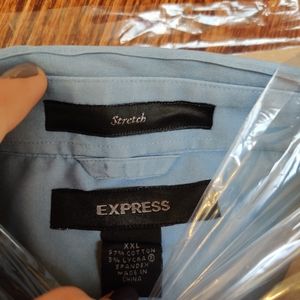 Stretch
EXPRESS
XXL
97% COTTON
3% LYCRA ®
SPANDEX
MADE IN
CHINA